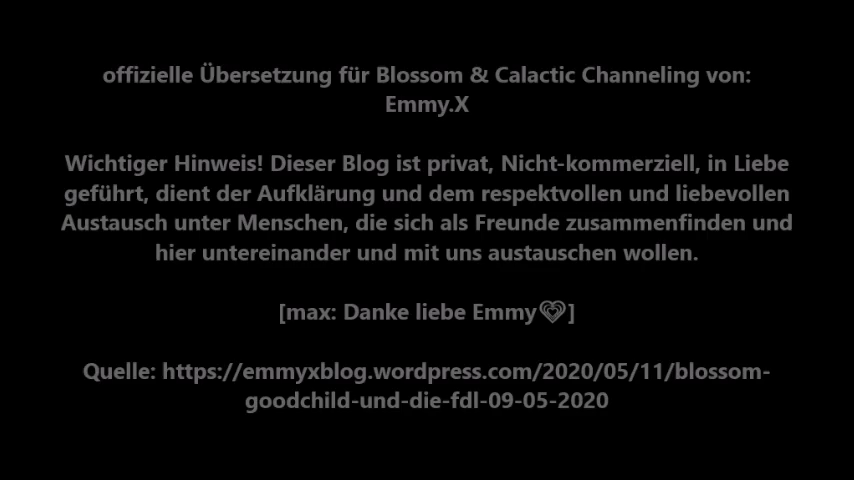 offizielle Übersetzung für Blossom & Calactic Channeling von:
Emmy.X
Wichtiger Hinweis! Dieser Blog ist privat, Nicht-kommerziell, in Liebe
geführt, dient der Aufklärung und dem respektvollen und liebevollen
Austausch unter Menschen, die sich als Freunde zusammenfinden und
hier untereinander und mit uns austauschen wollen.
[max: Danke liebe Emmy💗]
Quelle: https://emmyxblog.wordpress.com/2020/05/11/blossom-
goodchild-und-die-fdl-09-05-2020